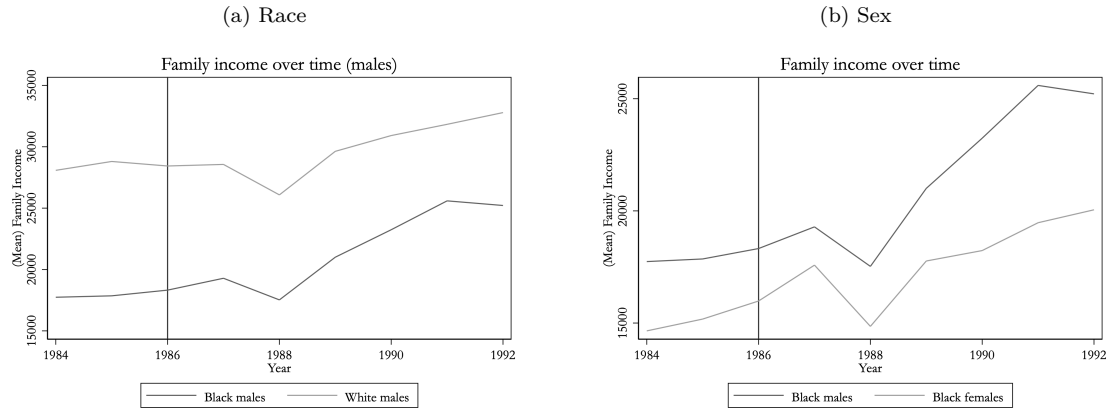 (a) Race
Family income over time (males)
(Mean) Family Income
35000
30000
25000
20000
15000
1984 1986 1988 1990 1992
Year
Black males White males
(b) Sex
Family income over time
(Mean) Family Income
25000
20000
15000
1984 1986 1988 1990 1992
Year
Black males Black females